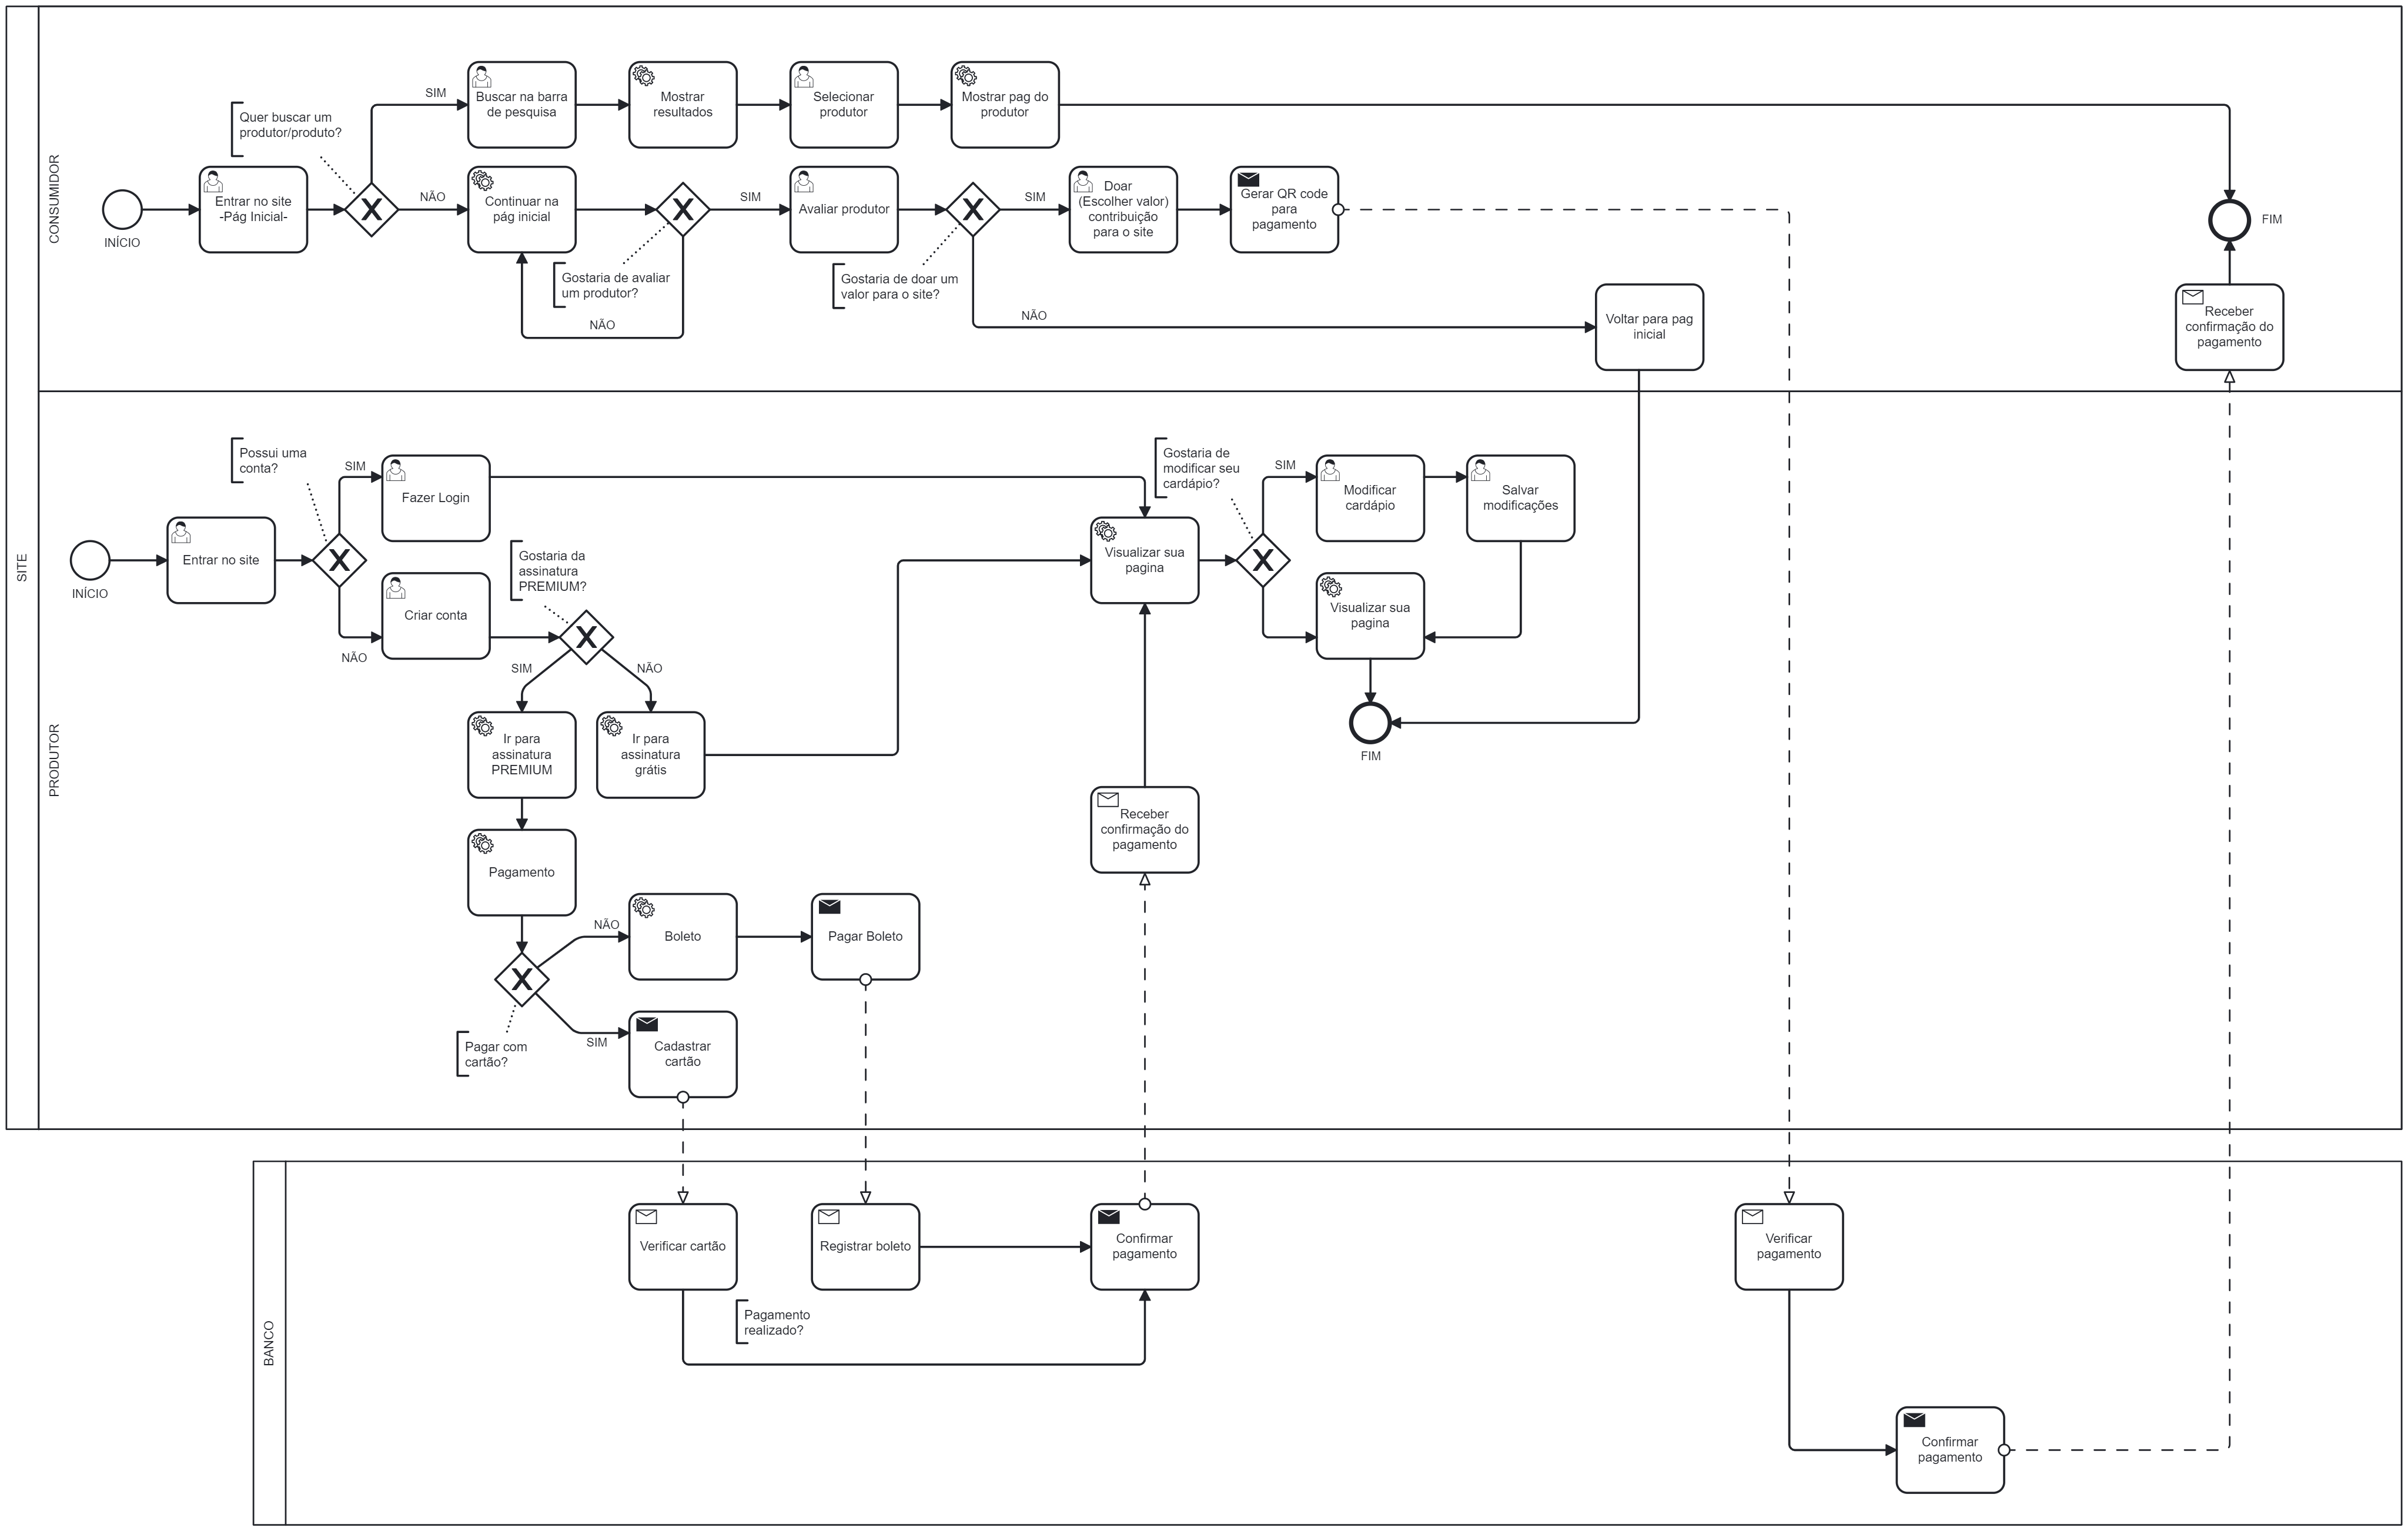 SITE
CONSUMIDOR
INÍCIO
Entrar no site
-Pág Inicial-
Quer buscar um
produtor/produto?
SIM
Buscar na barra
de pesquisa
Mostrar
resultados
Selecionar
produtor
Mostrar pag do
produtor
NÃO
Continuar na
pág inicial
Gostaria de avaliar
um produtor?
NÃO
SIM
Avaliar produtor
Gostaria de doar um
valor para o site?
SIM
Doar
(Escolher valor)
contribuição
para o site
Gerar QR code
para
pagamento
NÃO
Voltar para pag
inicial
FIM
Receber
confirmação do
pagamento
PRODUTOR
INÍCIO
Entrar no site
Possui uma
conta?
SIM
Fazer Login
NÃO
Criar conta
Gostaria da
assinatura
PREMIUM?
SIM
NÃO
Ir para
assinatura
PREMIUM
Ir para
assinatura
grátis
Pagamento
Pagar com
cartão?
NÃO
Boleto
Pagar Boleto
SIM
Cadastrar
cartão
Visualizar sua
pagina
Gostaria de
modificar seu
cardápio?
SIM
Modificar
cardápio
Salvar
modificações
Visualizar sua
pagina
FIM
Receber
confirmação do
pagamento
BANCO
Verificar cartão
Registrar boleto
Confirmar
pagamento
Pagamento
realizado?
Verificar
pagamento
Confirmar
pagamento